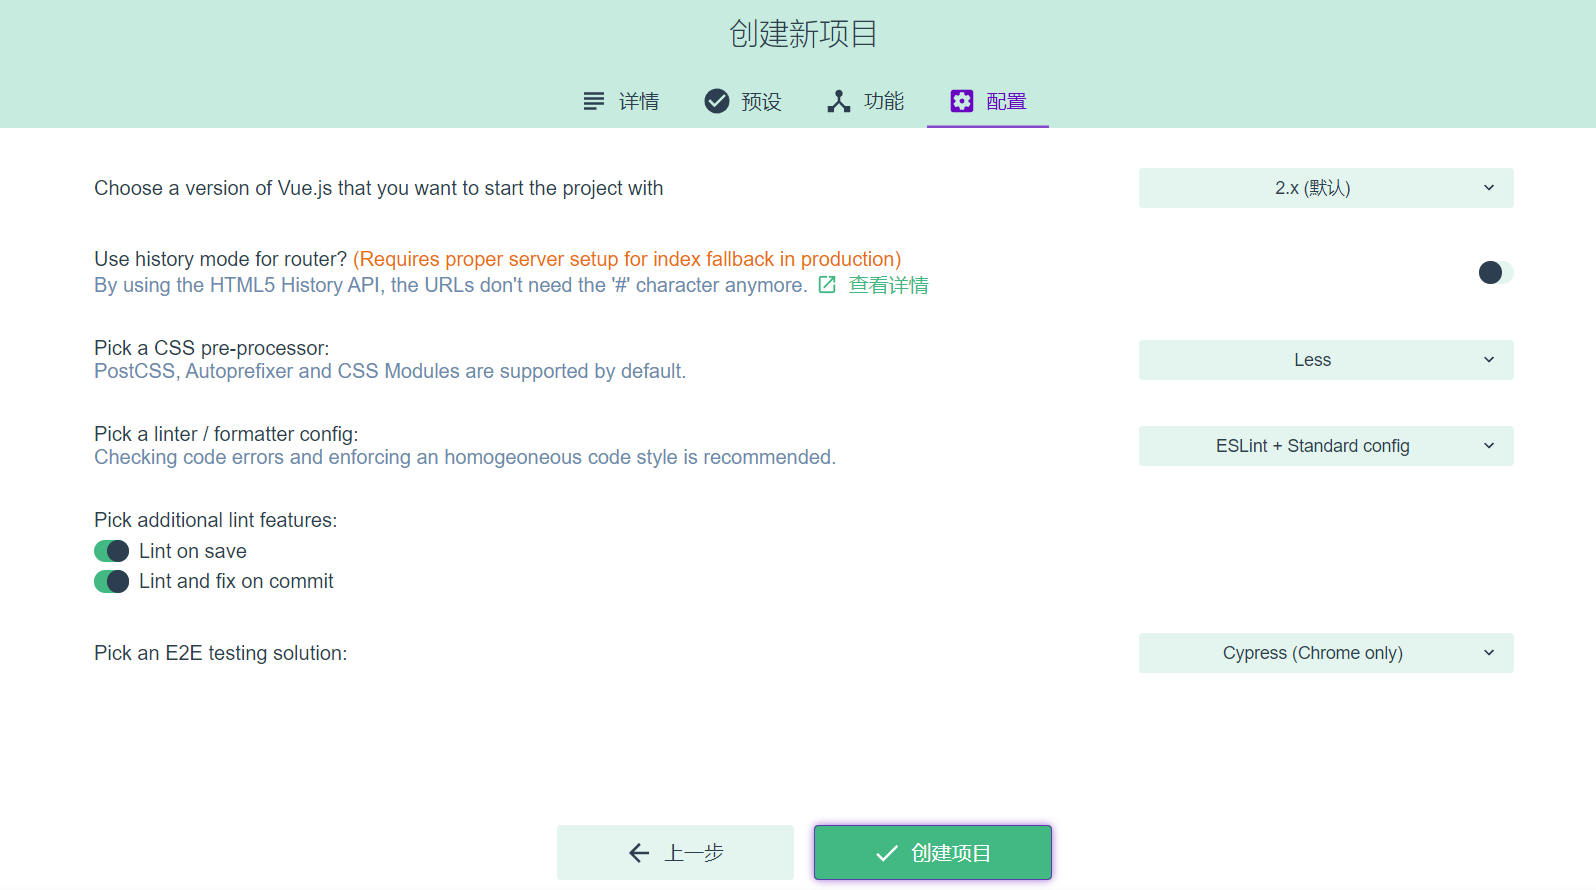 创建新项目
详情 预设 功能 配置
Choose a version of Vue.js that you want to start the project with 2.x (默认)
Use history mode for router? (Requires proper server setup for index fallback in production)
By using the HTML5 History API, the URLs don't need the '#' character anymore. 查看详情
Pick a CSS pre-processor:
PostCSS, Autoprefixer and CSS Modules are supported by default.
Less
Pick a linter / formatter config:
Checking code errors and enforcing an homogeoneous code style is recommended.
ESLint + Standard config
Pick additional lint features:
Lint on save
Lint and fix on commit
Pick an E2E testing solution: Cypress (Chrome only)
上一步 创建项目